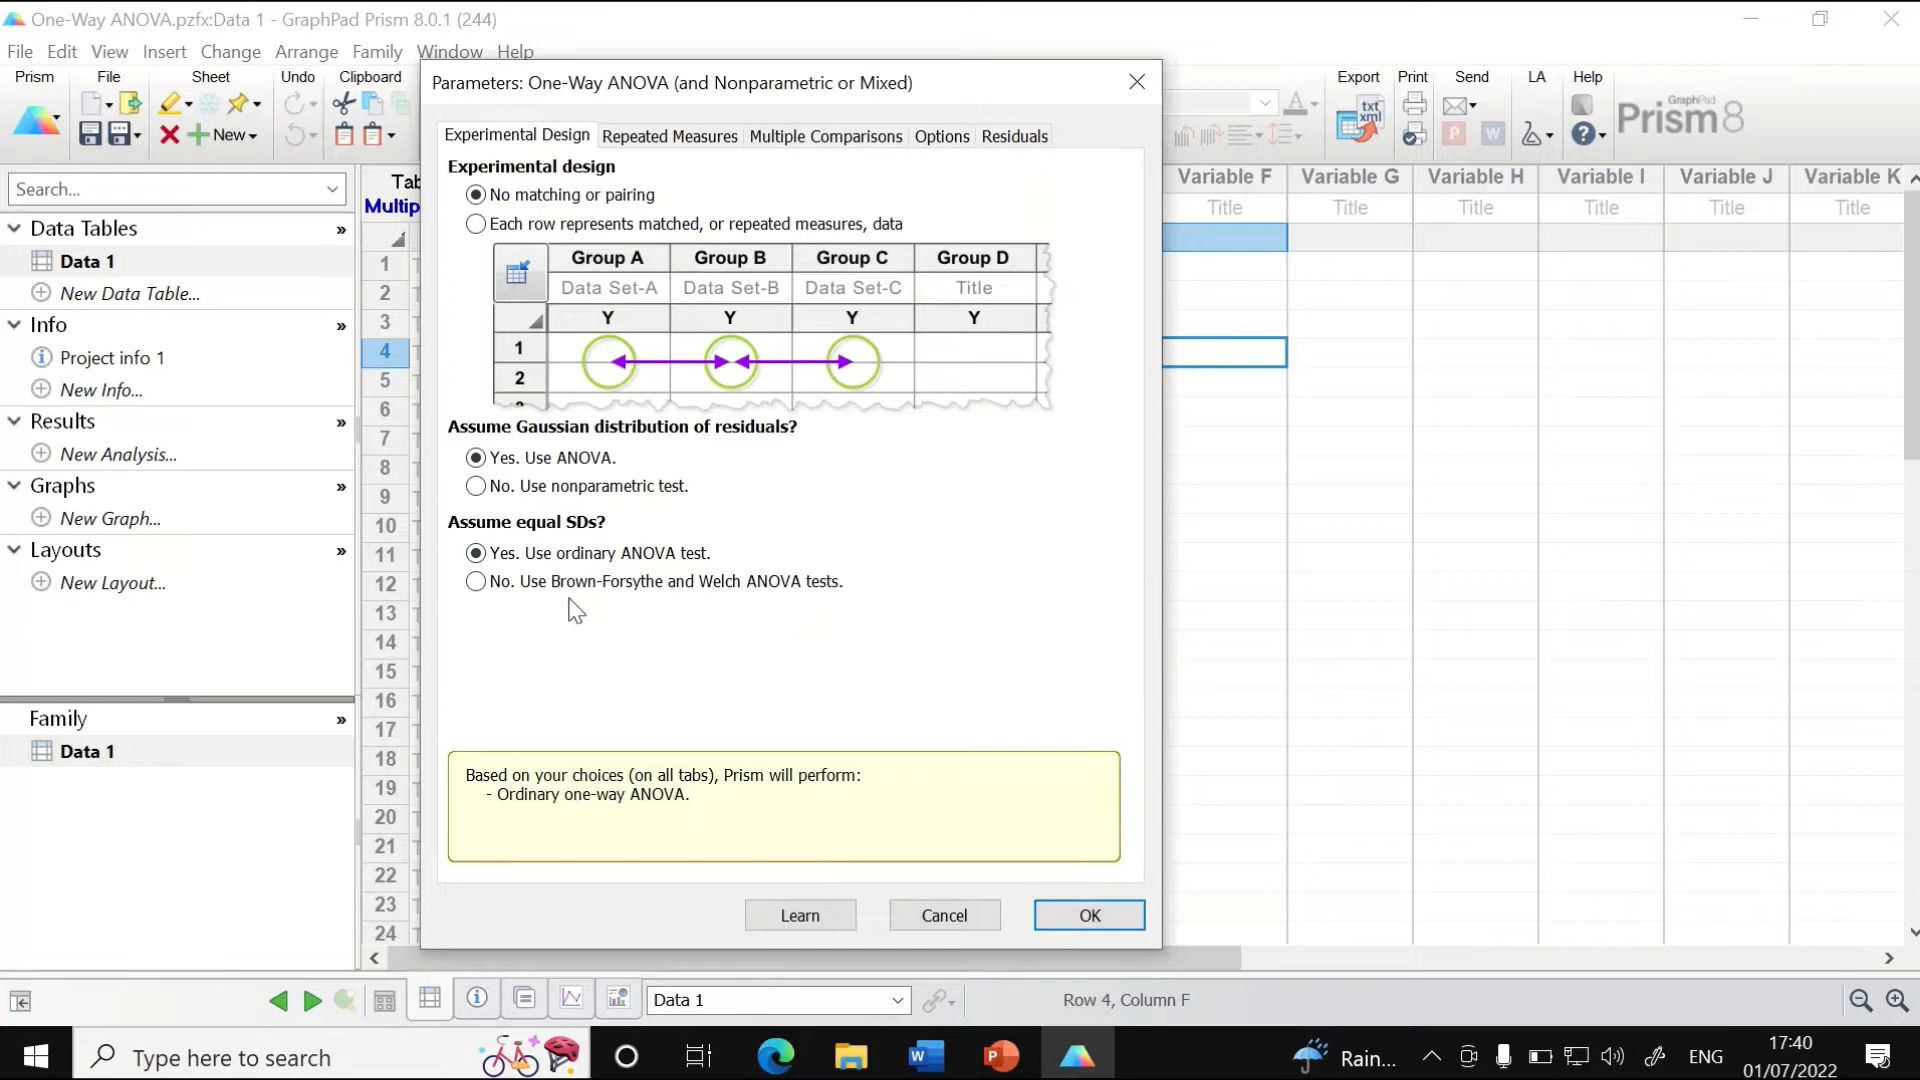 One-Way ANOVA.pzfx:Data 1 - GraphPad Prism 8.0.1 (244)
File Edit View Insert Change Arrange Family Window Help
Prism File Sheet Undo Clipboard Export Print Send LA Help
New
txt
xml
GraphPad
Prism 8
Parameters: One-Way ANOVA (and Nonparametric or Mixed)
Experimental Design Repeated Measures Multiple Comparisons Options Residuals
Experimental design
No matching or pairing
Each row represents matched, or repeated measures, data
Group A Group B Group C Group D
Data Set-A Data Set-B Data Set-C Title
Y Y Y Y
1
2
Assume Gaussian distribution of residuals?
Yes. Use ANOVA.
No. Use nonparametric test.
Assume equal SDs?
Yes. Use ordinary ANOVA test.
No. Use Brown-Forsythe and Welch ANOVA tests.
Based on your choices (on all tabs), Prism will perform:
- Ordinary one-way ANOVA.
Learn Cancel OK
Search...
Data Tables »
Data 1
New Data Table...
Info »
Project info 1
New Info...
Results »
New Analysis...
Graphs »
New Graph...
Layouts »
New Layout...
Family »
Data 1
Tab
Multip
Variable F Variable G Variable H Variable I Variable J Variable K
Title Title Title Title Title Title
1
2
3
4
5
6
7
8
9
10
11
12
13
14
15
16
17
18
19
20
21
22
23
24
Data 1
Row 4, Column F
Type here to search
Rain...
ENG
17:40
01/07/2022